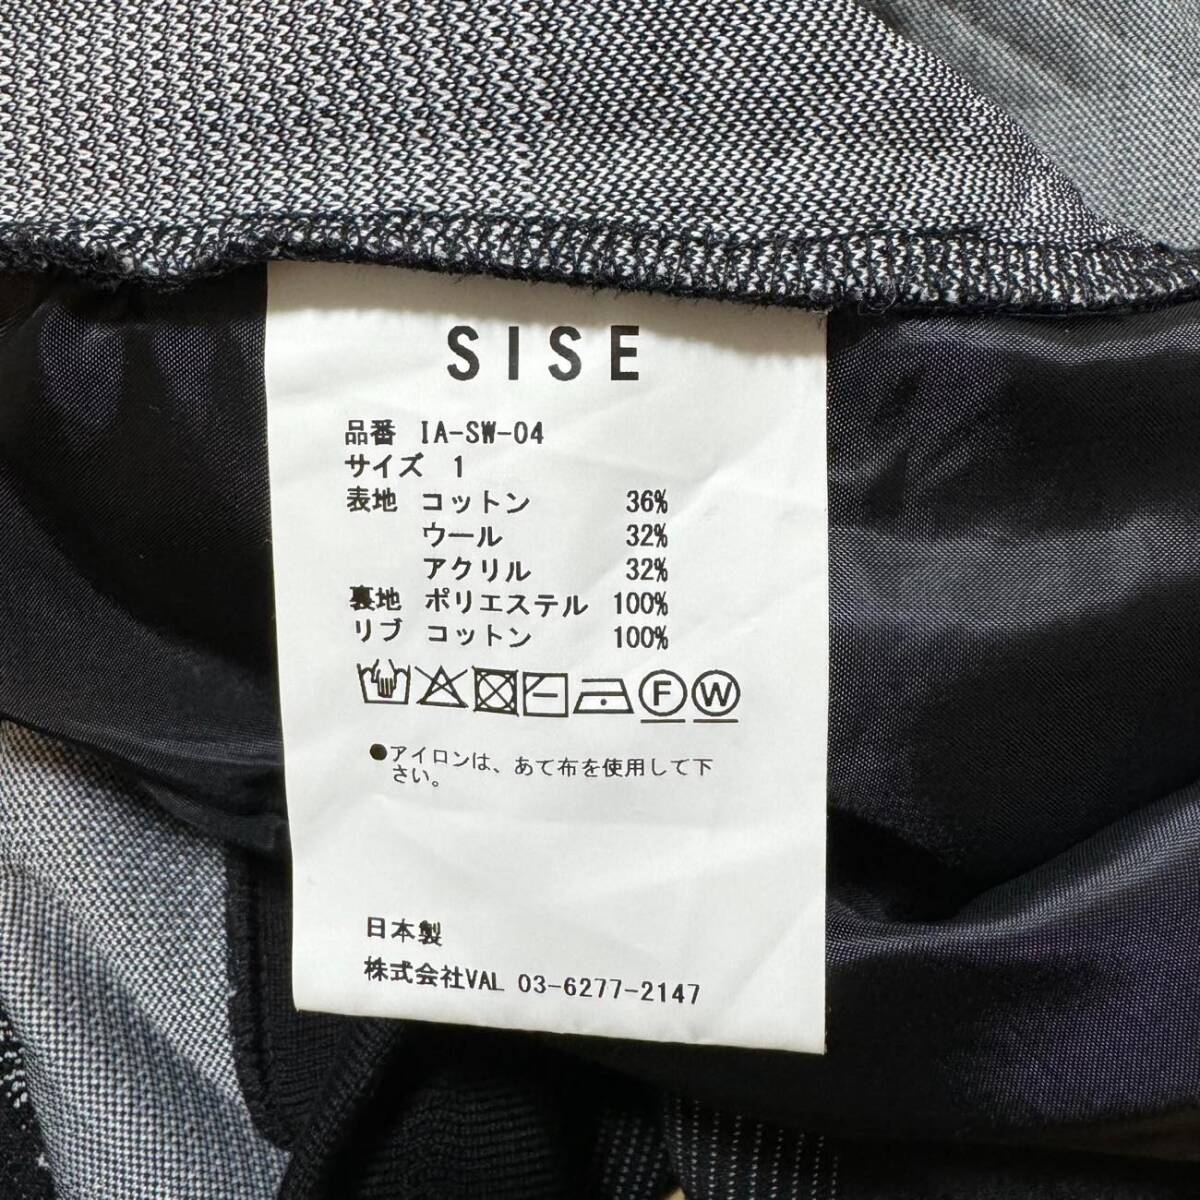 SISE
品番 IA-SW-04
サイズ 1
表地 コットン 36%
ウール 32%
アクリル 32%
裏地 ポリエステル 100%
リブ コットン 100%
F W
●アイロンは、あて布を使用して下
さい。
日本製
株式会社VAL 03-6277-2147